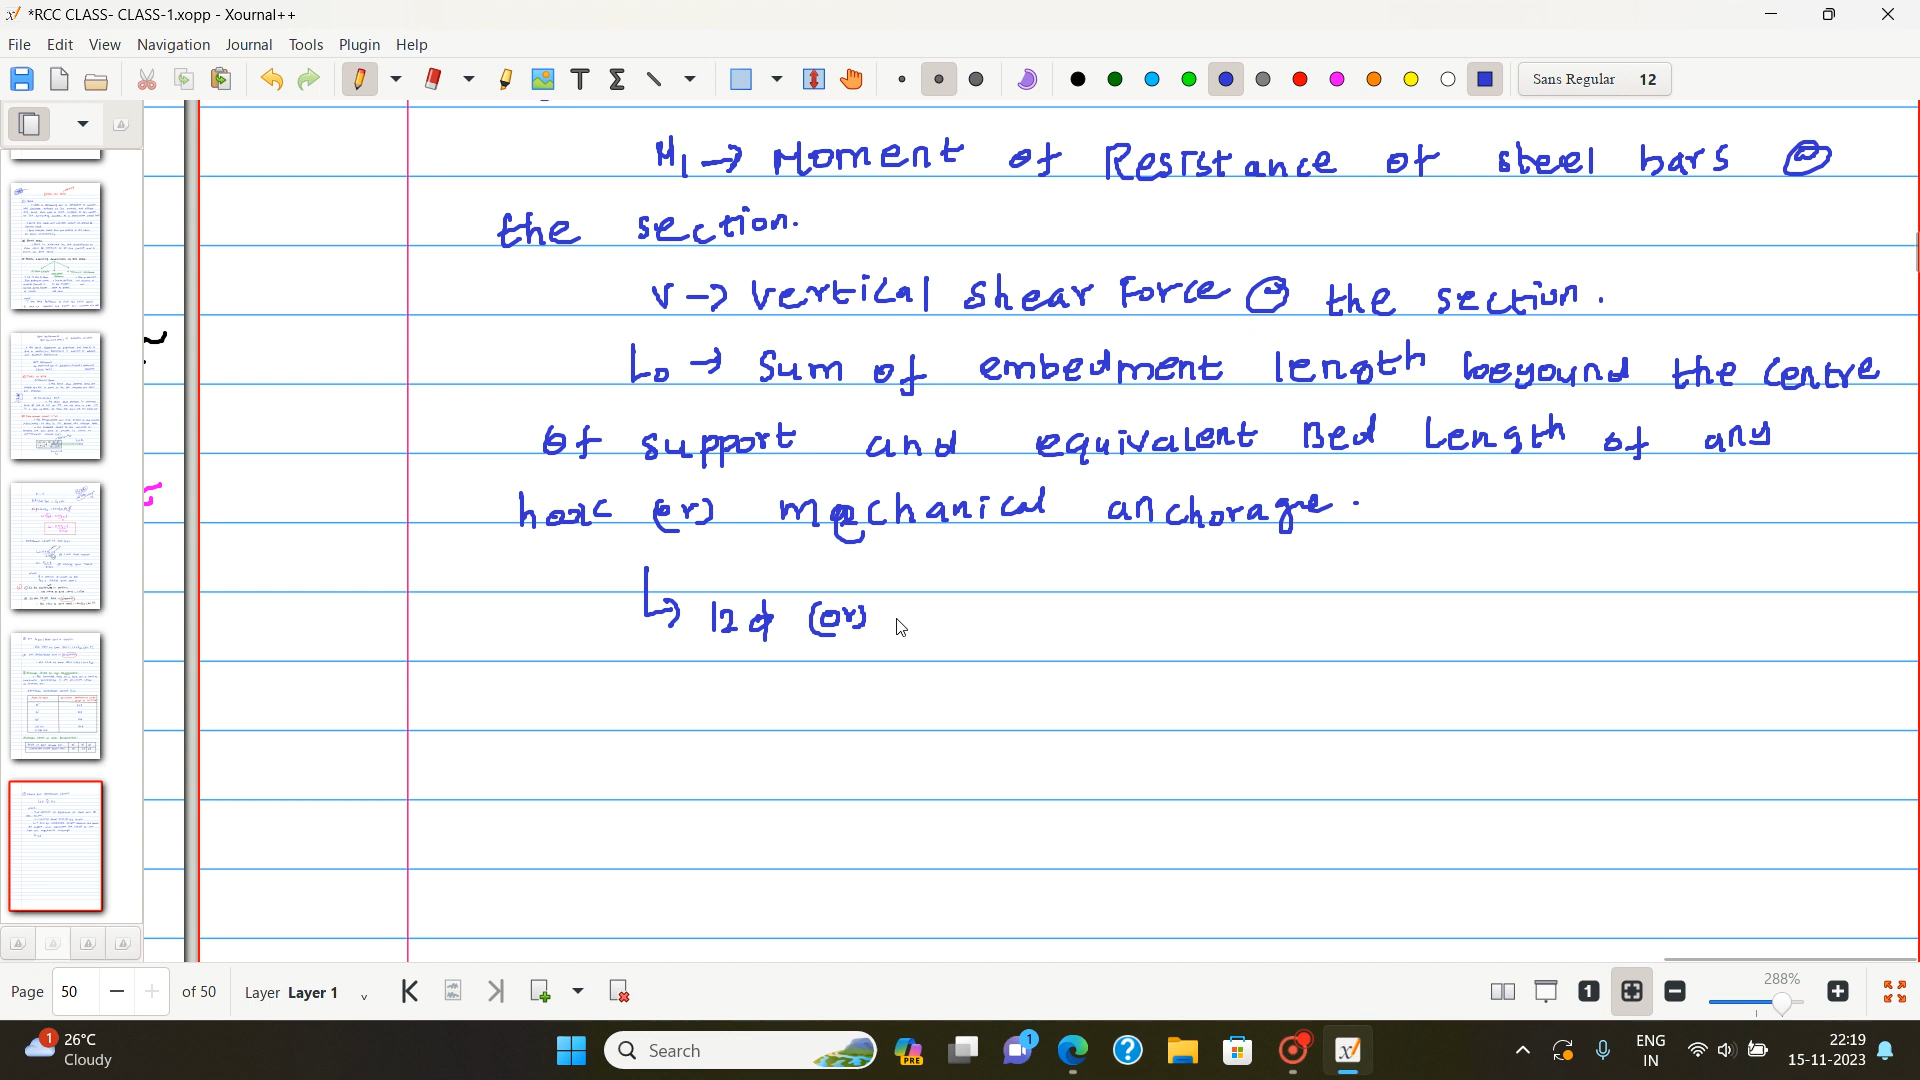 *RCC CLASS- CLASS-1.xopp - Xournal++
File Edit View Navigation Journal Tools Plugin Help
Sans Regular 12
M1 → Moment of Resistance of steel bars @
the section.
V → Vertical Shear Force @ the section.
Lo → Sum of embedment length beyound the centre
of support and equivalent Bed Length of any
(or) mechanical anchorage.
↳ 12 φ (or)
Page 50 of 50 Layer Layer 1 288%
26°C
Cloudy
Search
PRE
ENG
IN
22:19
15-11-2023